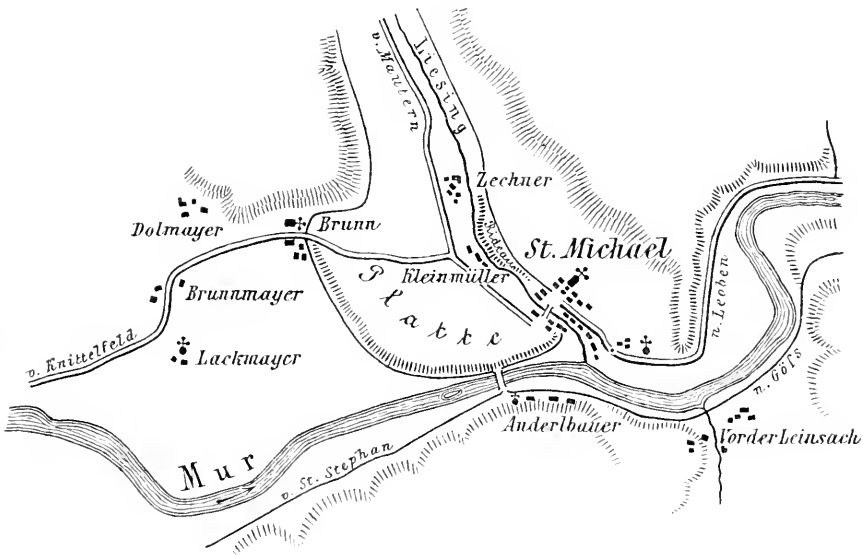 Liesing
v. Mautern
Zechner
Rideau
Dolmayer
Brunn
St. Michael
Kleinmüller
Platte
Brunnmayer
n. Leoben
v. Knittelfeld
Lackmayer
n. Göſs
Anderlbauer
Vorder Leinsach
Mur
v. St. Stephan